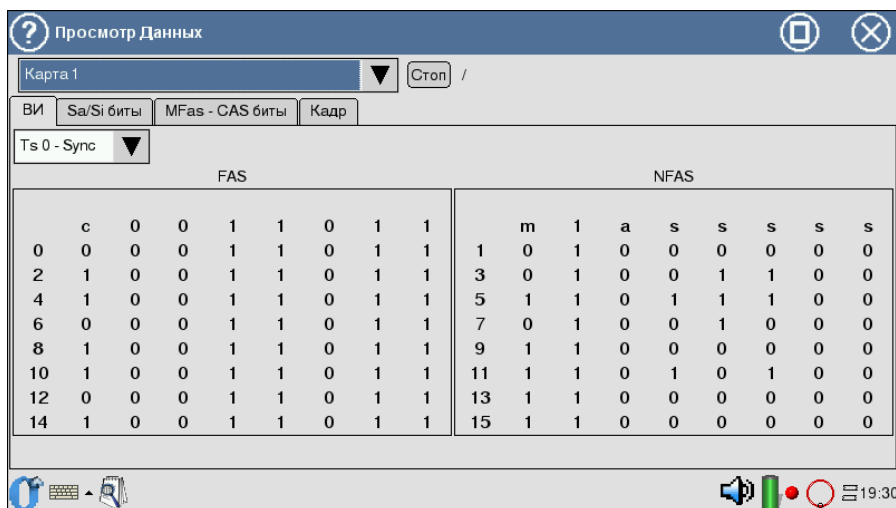 Просмотр Данных
Карта 1 Стоп /
ВИ Sa/Si биты MFas - CAS биты Кадр
Ts 0 - Sync
FAS NFAS
c 0 0 1 1 0 1 1 m 1 a s s s s s
0 0 0 0 1 1 0 1 1 1 0 1 0 0 0 0 0 0
2 1 0 0 1 1 0 1 1 3 0 1 0 0 1 1 0 0
4 1 0 0 1 1 0 1 1 5 1 1 0 1 1 1 0 0
6 0 0 0 1 1 0 1 1 7 0 1 0 0 1 0 0 0
8 1 0 0 1 1 0 1 1 9 1 1 0 0 0 0 0 0
10 1 0 0 1 1 0 1 1 11 1 1 0 1 0 1 0 0
12 0 0 0 1 1 0 1 1 13 1 1 0 0 0 0 0 0
14 1 0 0 1 1 0 1 1 15 1 1 0 0 0 0 0 0
19:30